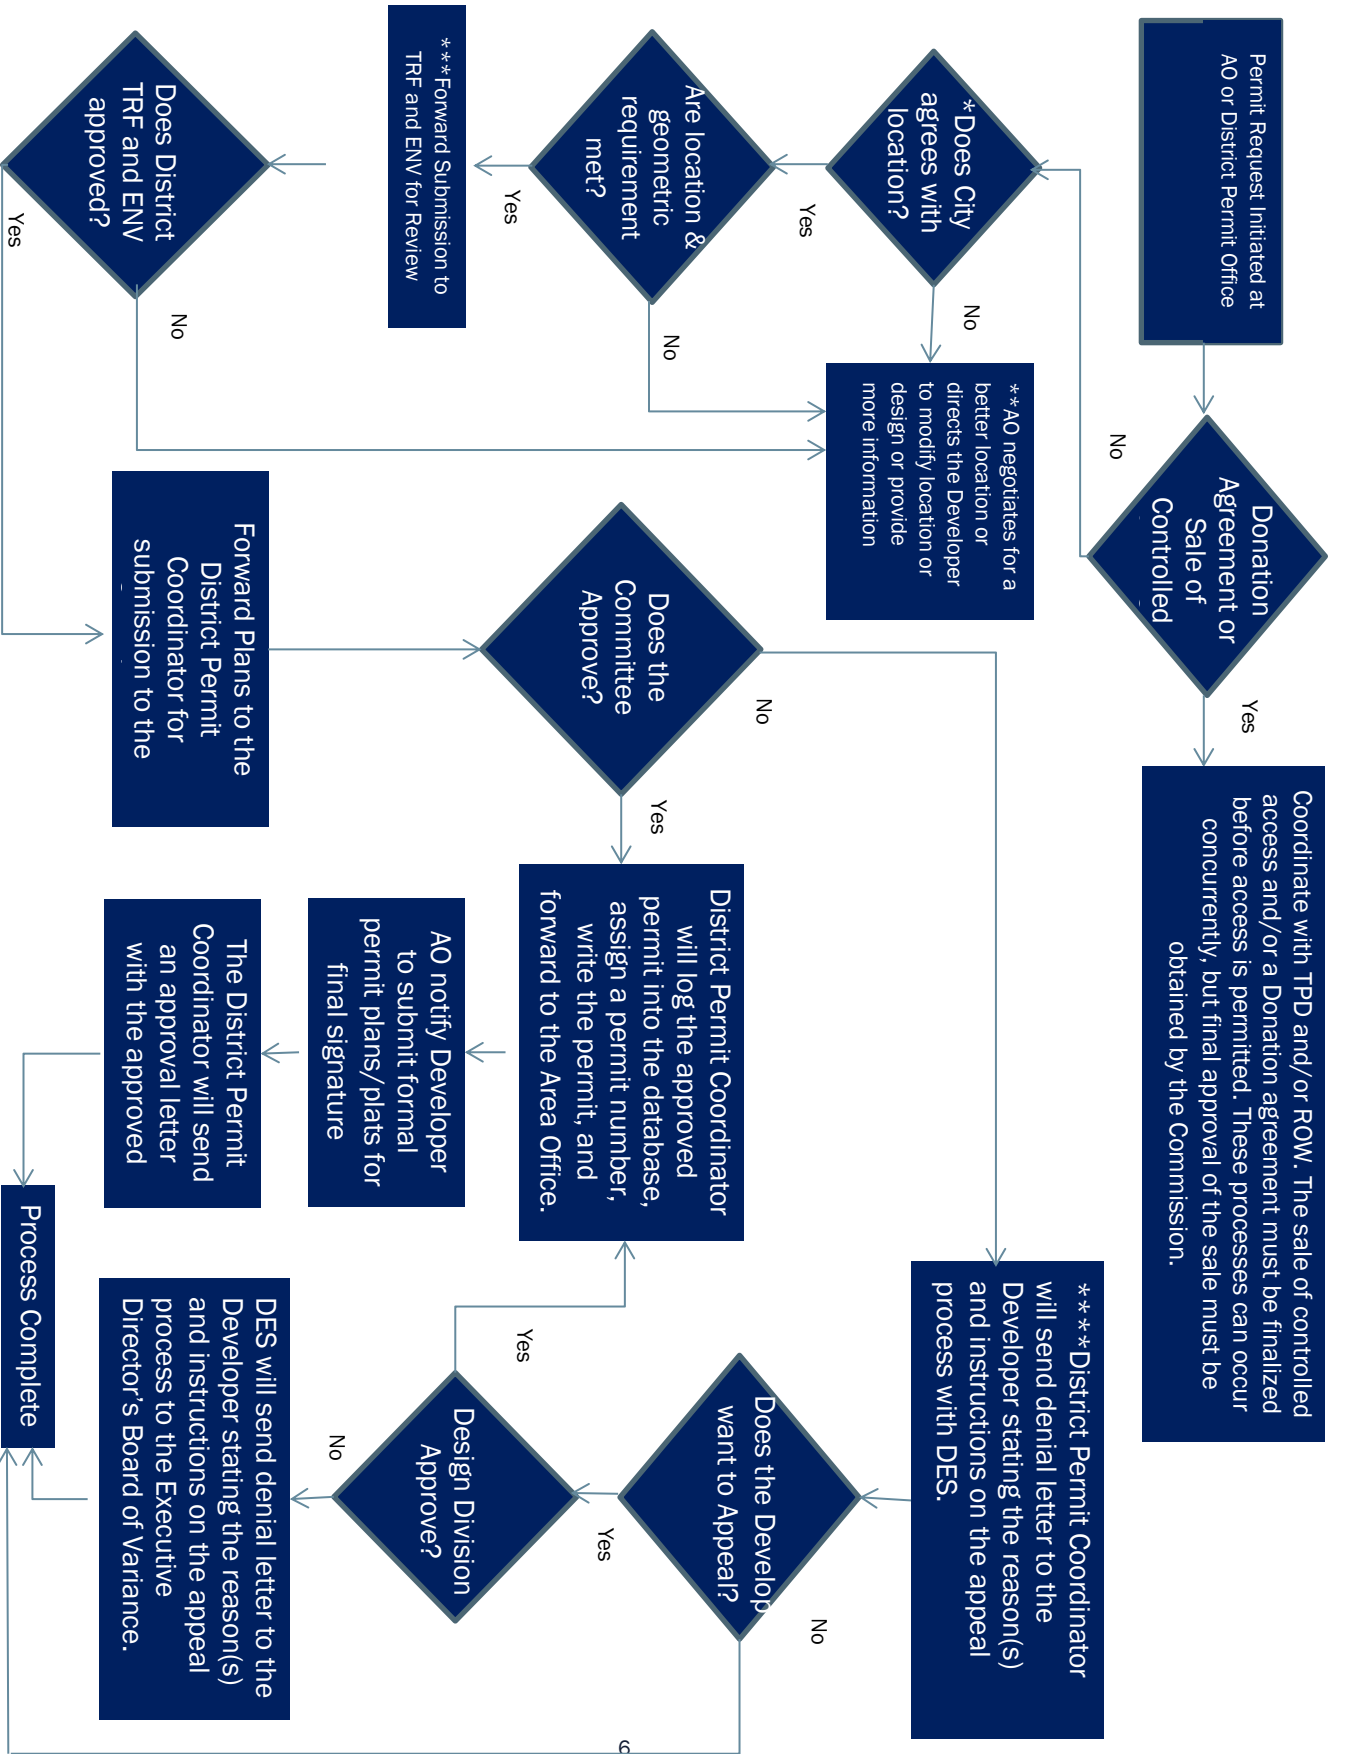 Permit Request Initiated at
AO or District Permit Office
Donation
Agreement or
Sale of
Controlled
No
Yes
Coordinate with TPD and/or ROW. The sale of controlled
access and/or a Donation agreement must be finalized
before access is permitted. These processes can occur
concurrently, but final approval of the sale must be
obtained by the Commission.
*Does City
agrees with
location?
No
Yes
**AO negotiates for a
better location or
directs the Developer
to modify location or
design or provide
more information
Are location &
geometric
requirement
met?
No
Yes
***Forward Submission to
TRF and ENV for Review
Does District
TRF and ENV
approved?
No
Yes
Forward Plans to the
District Permit
Coordinator for
submission to the
Does the
Committee
Approve?
No
Yes
District Permit Coordinator
will log the approved
permit into the database,
assign a permit number,
write the permit, and
forward to the Area Office.
AO notify Developer
to submit formal
permit plans/plats for
final signature
The District Permit
Coordinator will send
an approval letter
with the approved
****District Permit Coordinator
will send denial letter to the
Developer stating the reason(s)
and instructions on the appeal
process with DES.
Does the Develop
want to Appeal?
No
Yes
Design Division
Approve?
Yes
No
DES will send denial letter to the
Developer stating the reason(s)
and instructions on the appeal
process to the Executive
Director's Board of Variance.
Process Complete
6